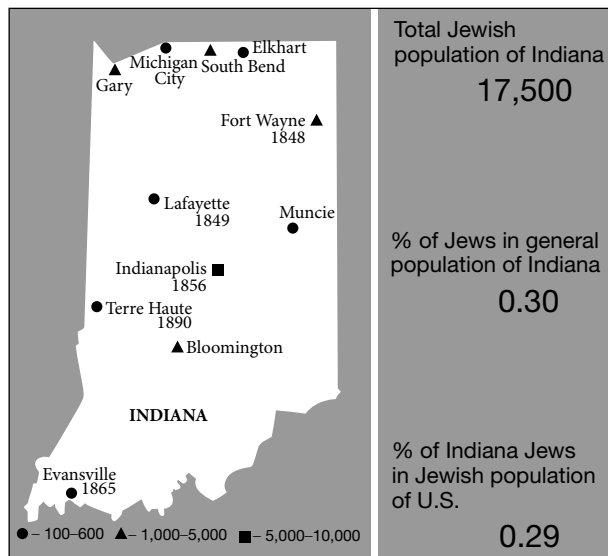 Michigan
City
South Bend
Elkhart
Gary
Fort Wayne
1848
Lafayette
1849
Muncie
Indianapolis
1856
Terre Haute
1890
Bloomington
INDIANA
Evansville
1865
– 100–600
– 1,000–5,000
– 5,000–10,000
Total Jewish
population of Indiana
17,500
% of Jews in general
population of Indiana
0.30
% of Indiana Jews
in Jewish population
of U.S.
0.29